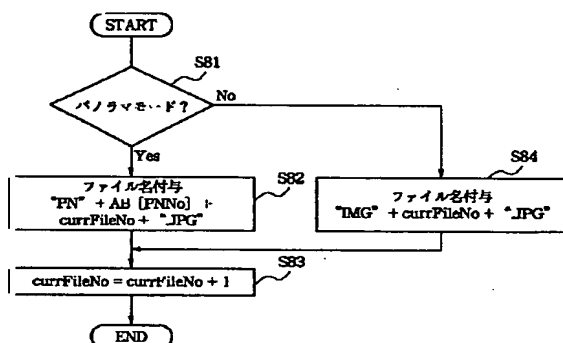 START
S81
パノラマモード?
No
Yes
S82
ファイル名付与
"PN" + AB [PNNo] +
currFileNo + "JPG"
S84
ファイル名付与
"IMG" + currFileNo + "JPG"
S83
currFileNo = currFileNo + 1
END